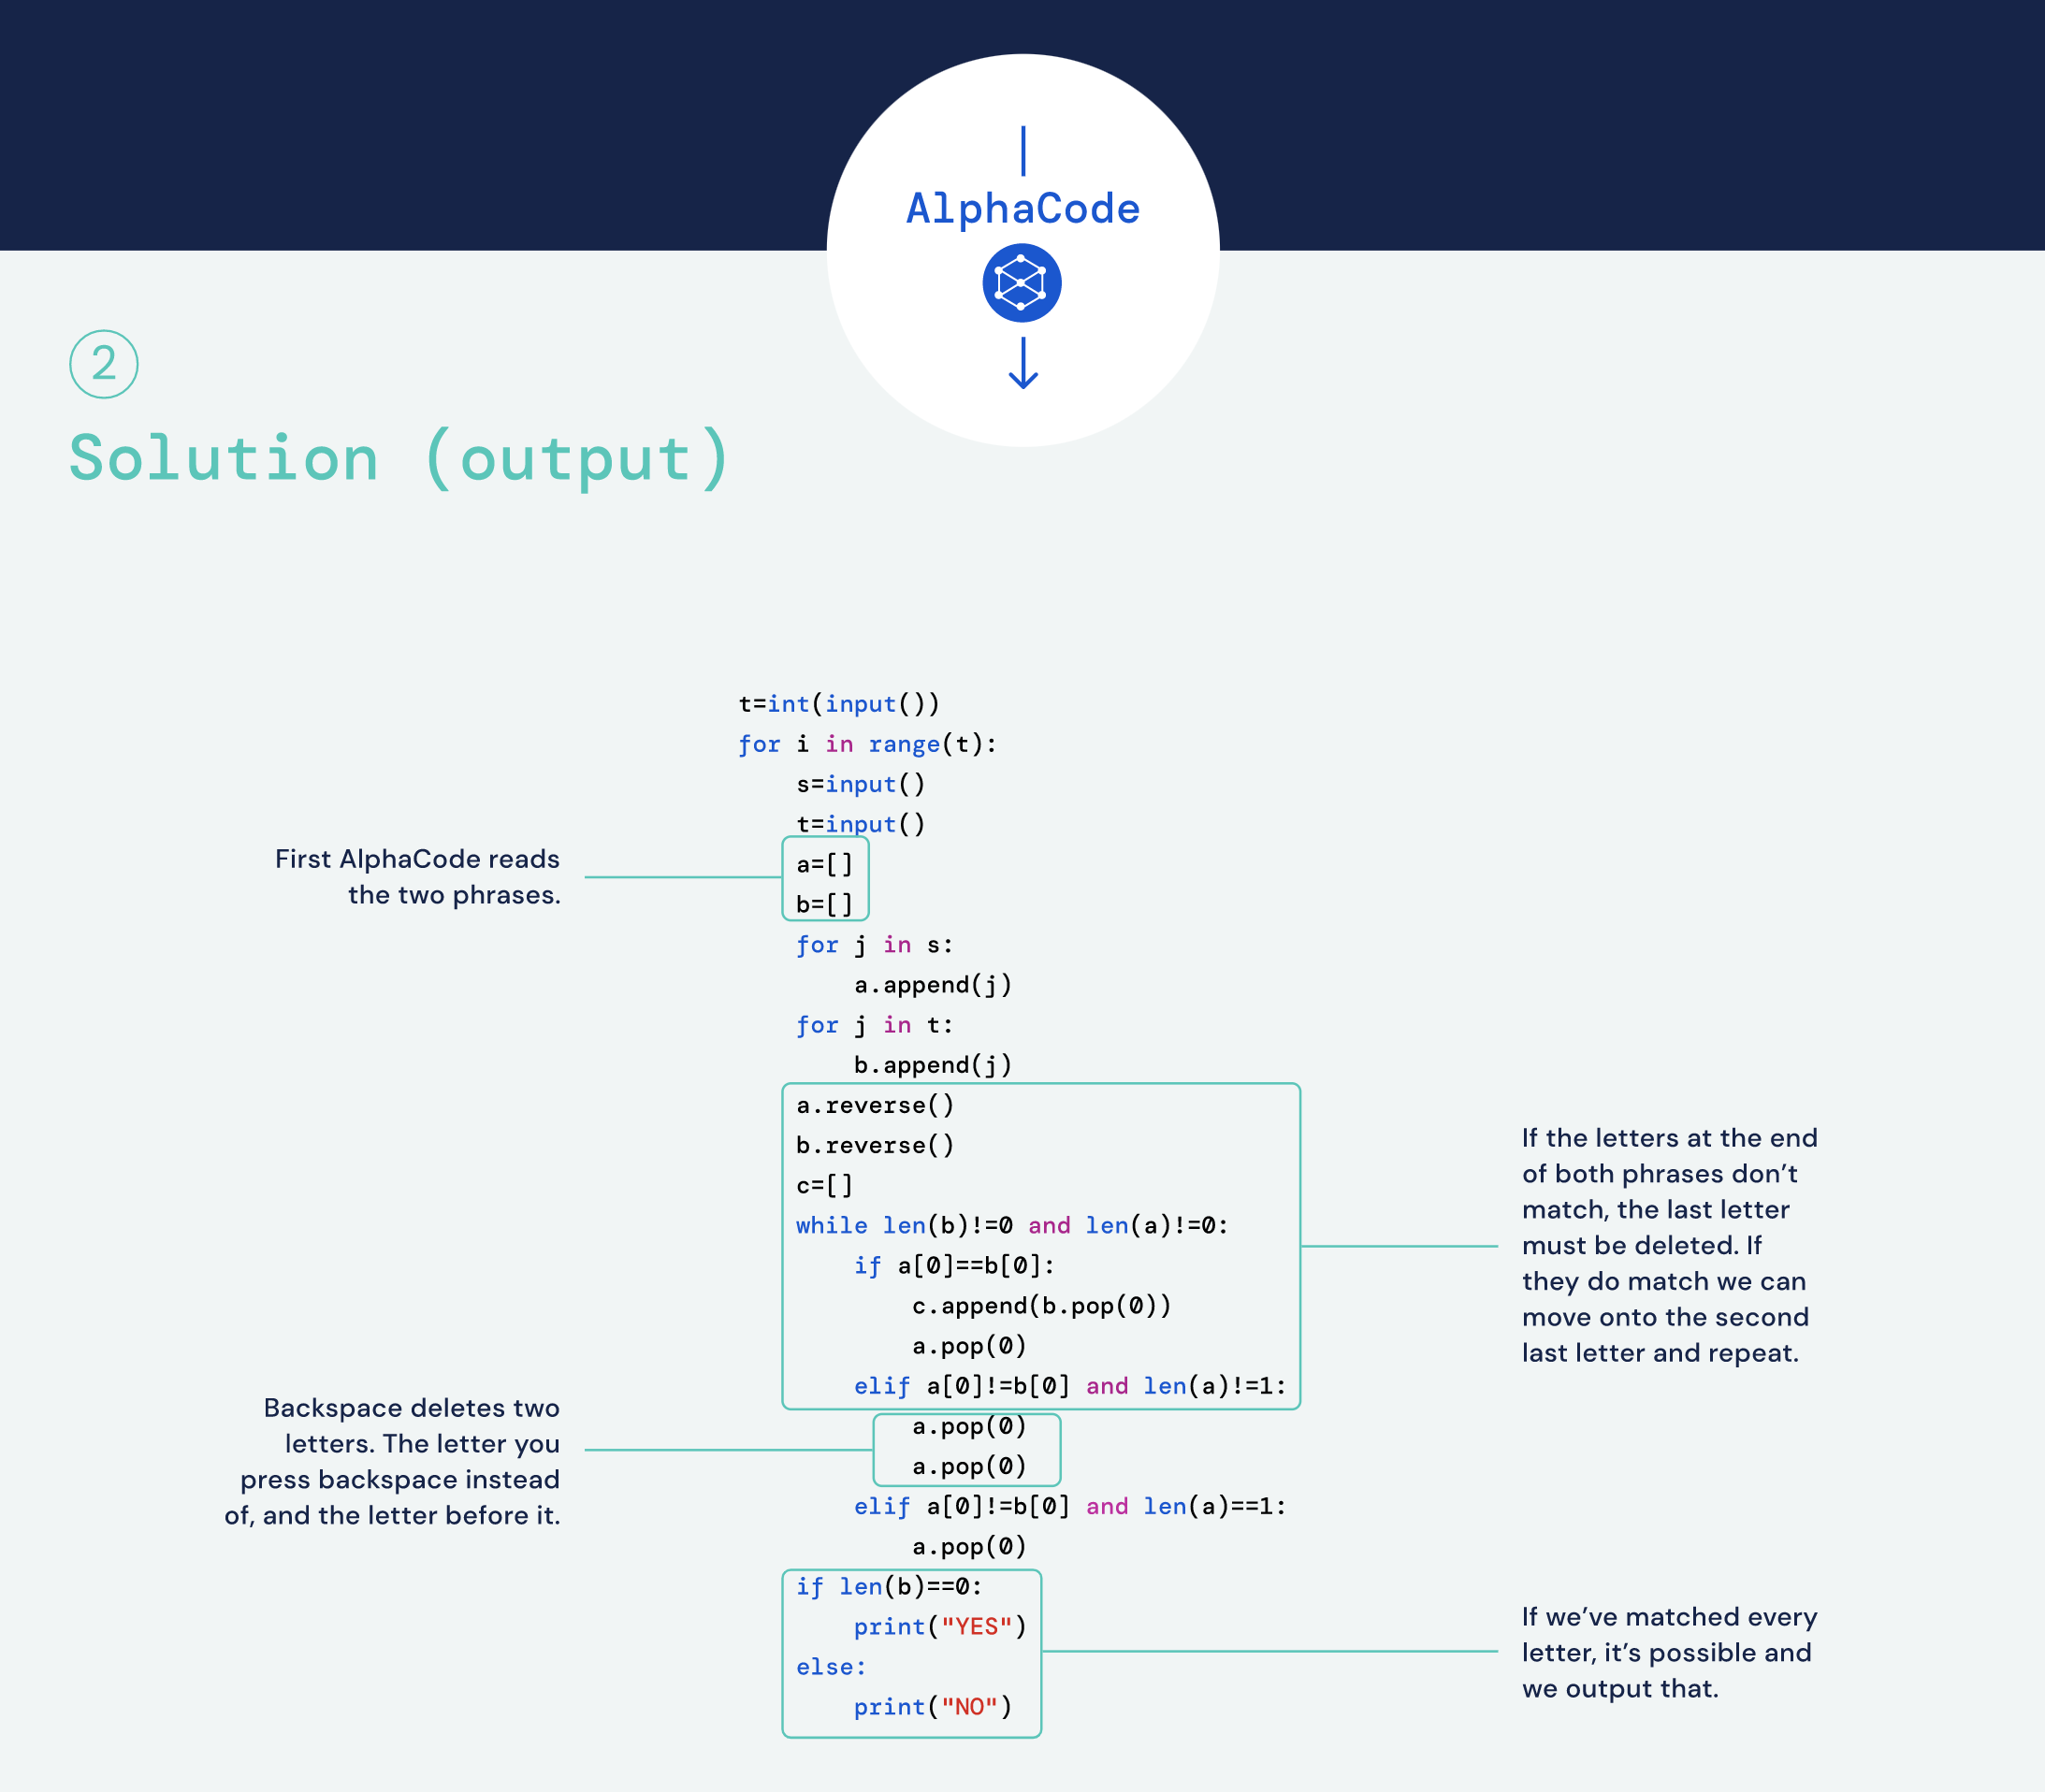 AlphaCode
2
Solution (output)
t=int(input())
for i in range(t):
    s=input()
    t=input()
First AlphaCode reads
the two phrases.
    a=[]
    b=[]
    for j in s:
        a.append(j)
    for j in t:
        b.append(j)
    a.reverse()
    b.reverse()
    c=[]
    while len(b)!=0 and len(a)!=0:
        if a[0]==b[0]:
            c.append(b.pop(0))
            a.pop(0)
        elif a[0]!=b[0] and len(a)!=1:
If the letters at the end
of both phrases don’t
match, the last letter
must be deleted. If
they do match we can
move onto the second
last letter and repeat.
Backspace deletes two
letters. The letter you
press backspace instead
of, and the letter before it.
            a.pop(0)
            a.pop(0)
        elif a[0]!=b[0] and len(a)==1:
            a.pop(0)
    if len(b)==0:
        print("YES")
    else:
        print("NO")
If we’ve matched every
letter, it’s possible and
we output that.